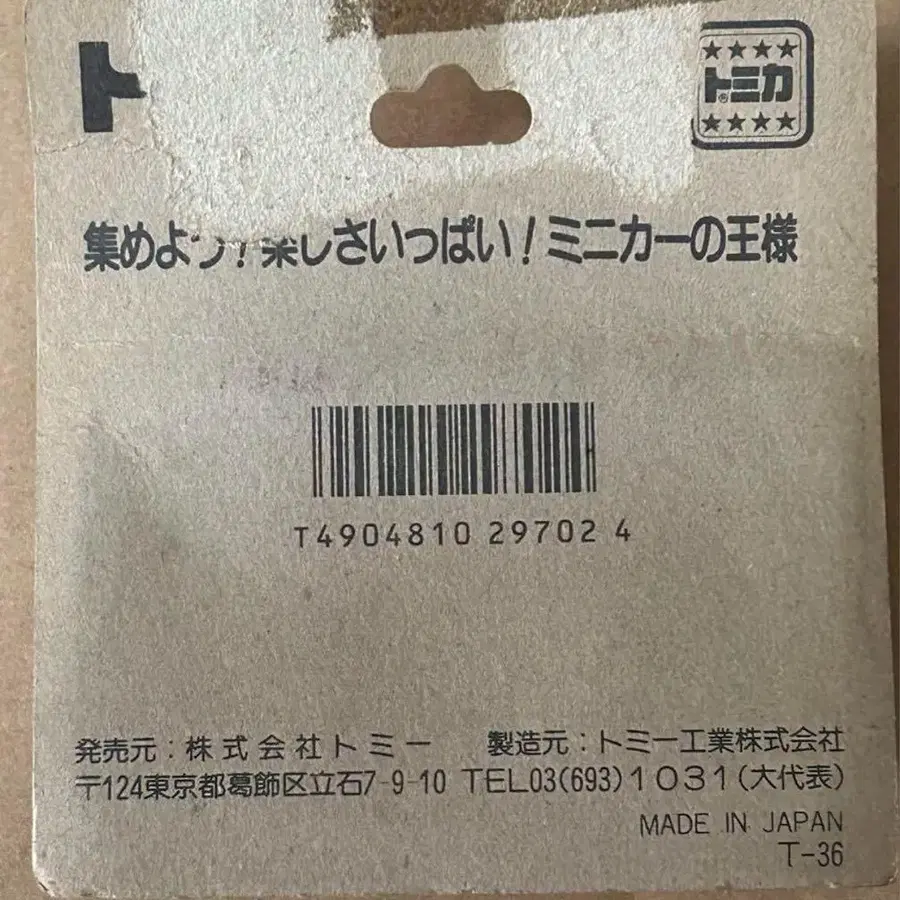 ト
★★★★
トミカ®
★★★★
集めよう!楽しさいっぱい!ミニカーの王様
T4904810 29702 4
発売元:株式会社トミー 製造元:トミー工業株式会社
〒124東京都葛飾区立石7-9-10 TEL03(693)1031(大代表)
MADE IN JAPAN
T-36